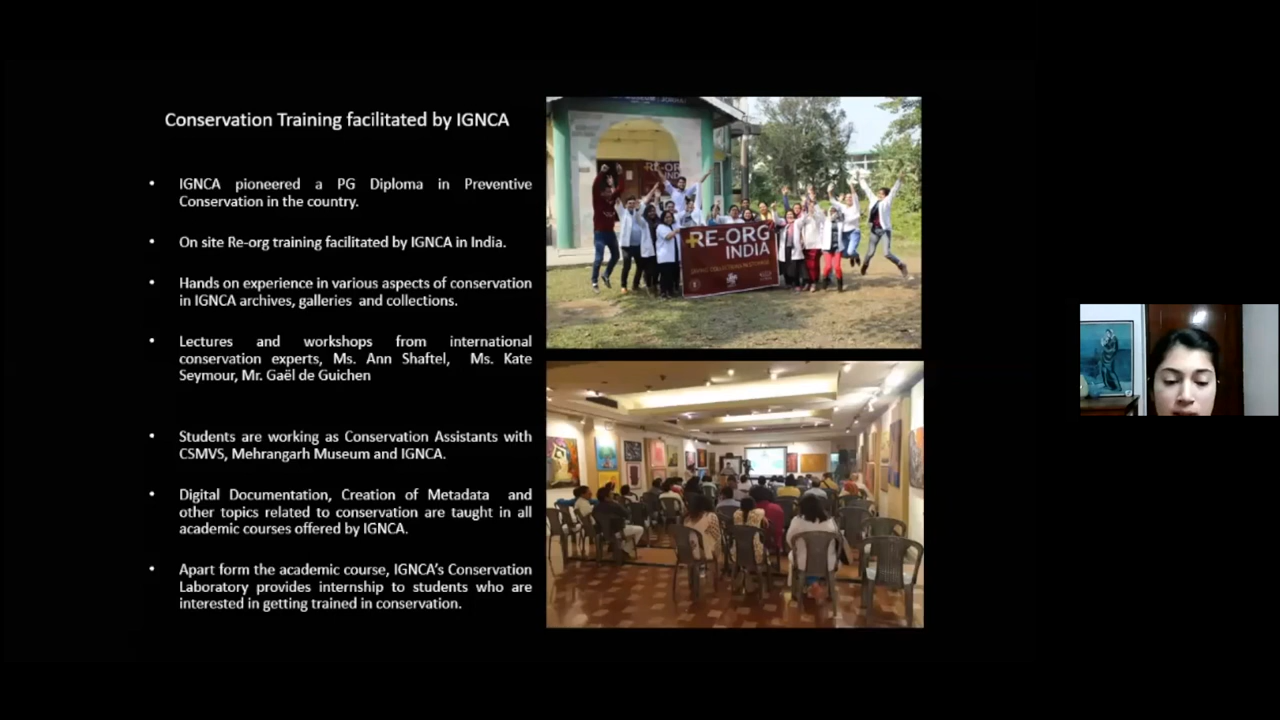 Conservation Training facilitated by IGNCA
• IGNCA pioneered a PG Diploma in Preventive
Conservation in the country.
• On site Re-org training facilitated by IGNCA in India.
• Hands on experience in various aspects of conservation
in IGNCA archives, galleries and collections.
• Lectures and workshops from international
conservation experts, Ms. Ann Shaftel, Ms. Kate
Seymour, Mr. Gaël de Guichen
• Students are working as Conservation Assistants with
CSMVS, Mehrangarh Museum and IGNCA.
• Digital Documentation, Creation of Metadata and
other topics related to conservation are taught in all
academic courses offered by IGNCA.
• Apart form the academic course, IGNCA's Conservation
Laboratory provides internship to students who are
interested in getting trained in conservation.
RE-ORG
INDIA